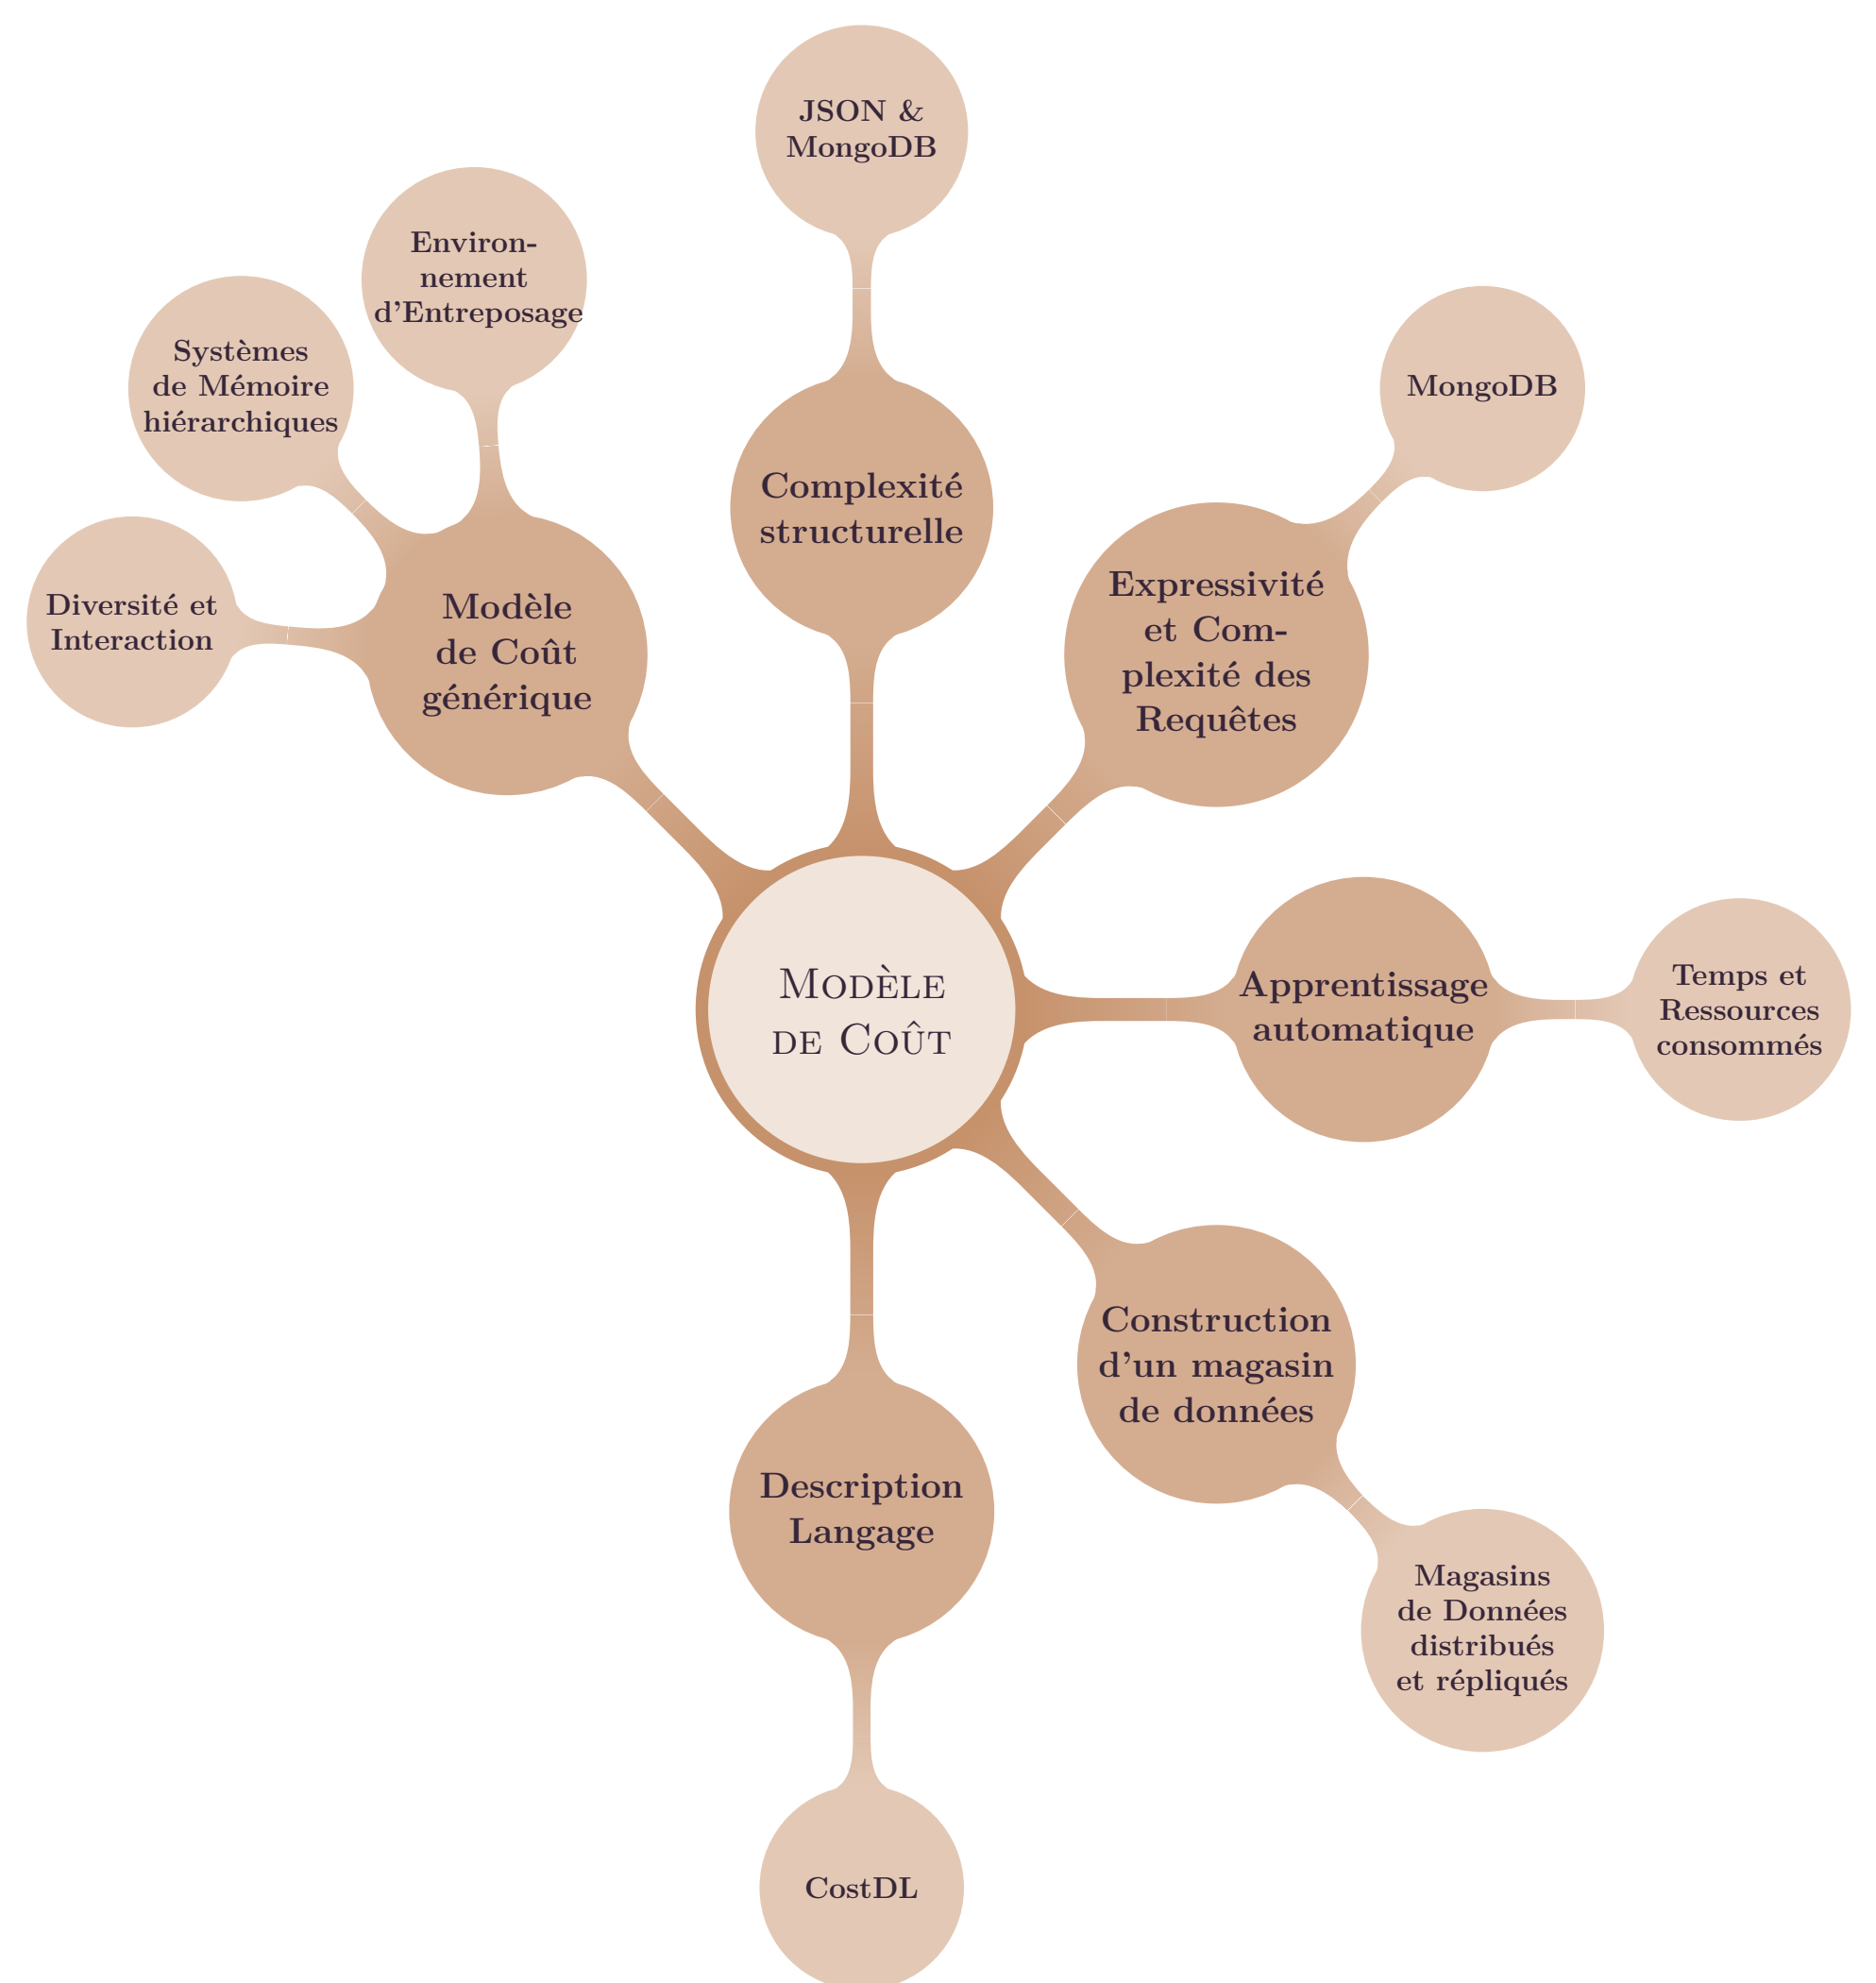 JSON &
MongoDB
Environ-
nement
d'Entreposage
Systèmes
de Mémoire
hiérarchiques
MongoDB
Complexité
structurelle
Diversité et
Interaction
Modèle
de Coût
générique
Expressivité
et Com-
plexité des
Requêtes
Modèle
de Coût
Apprentissage
automatique
Temps et
Ressources
consommés
Construction
d'un magasin
de données
Description
Langage
Magasins
de Données
distribués
et répliqués
CostDL